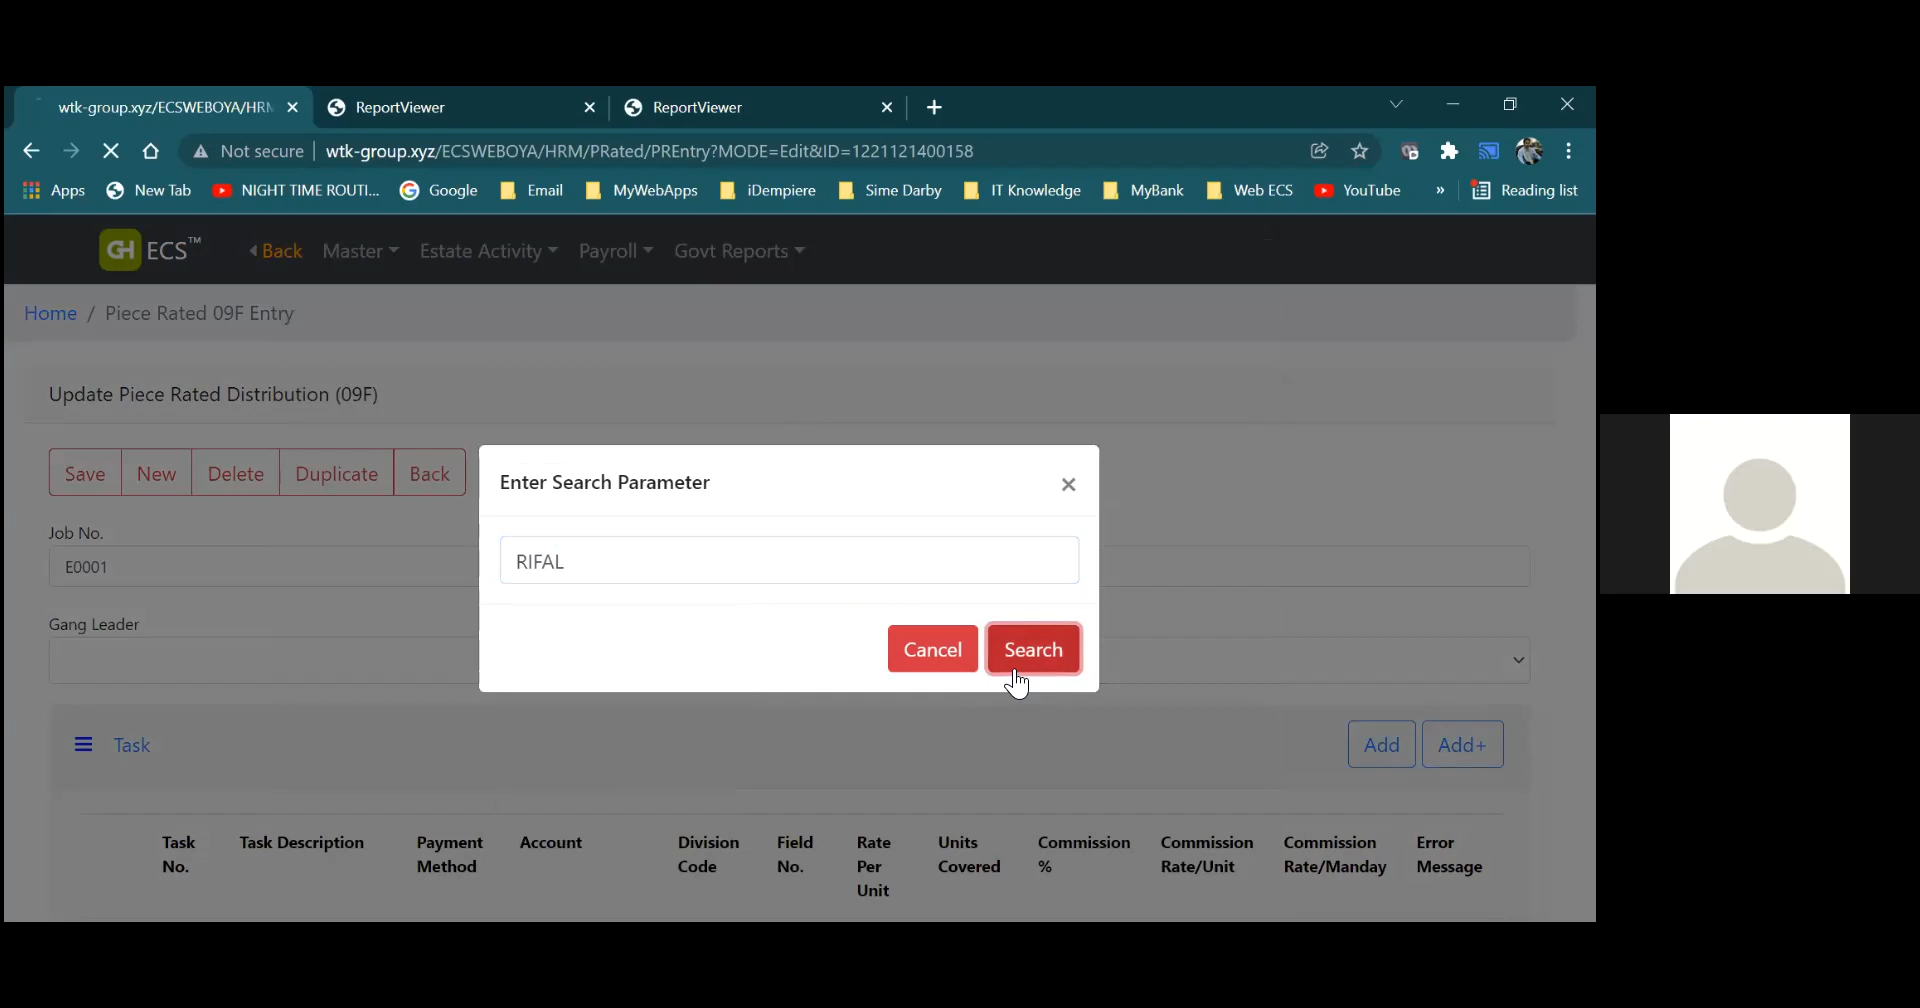 wtk-group.xyz/ECSWEBOYA/HRM
ReportViewer
ReportViewer
Not secure
wtk-group.xyz/ECSWEBOYA/HRM/PRated/PREntry?MODE=Edit&ID=1221121400158
Apps
New Tab
NIGHT TIME ROUTI...
Google
Email
MyWebApps
iDempiere
Sime Darby
IT Knowledge
MyBank
Web ECS
YouTube
»
Reading list
GH ECS™
Back
Master
Estate Activity
Payroll
Govt Reports
Home / Piece Rated 09F Entry
Update Piece Rated Distribution (09F)
Save
New
Delete
Duplicate
Back
Enter Search Parameter
RIFAL
Cancel
Search
Job No.
E0001
Gang Leader
Task
Add
Add+
Task No.
Task Description
Payment Method
Account
Division Code
Field No.
Rate Per Unit
Units Covered
Commission %
Commission Rate/Unit
Commission Rate/Manday
Error Message